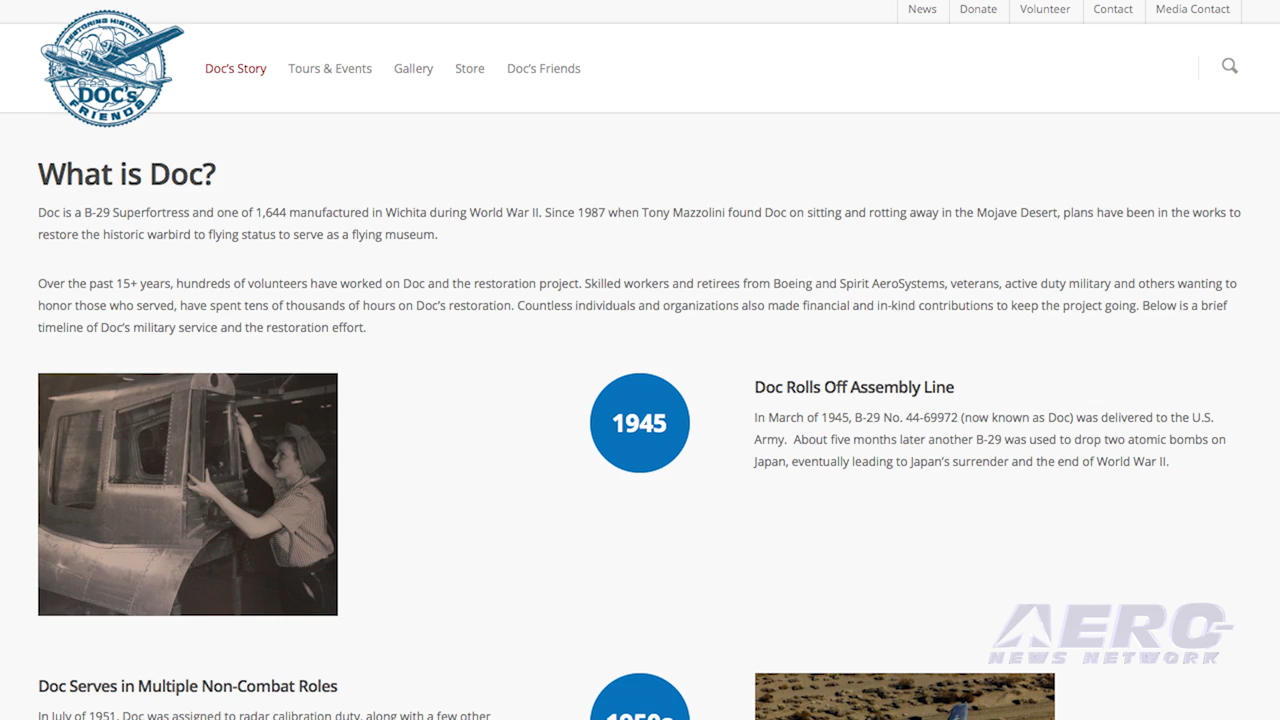 News
Donate
Volunteer
Contact
Media Contact
RESTORING HISTORY
B-29
DOC's
FRIENDS
Doc's Story
Tours & Events
Gallery
Store
Doc's Friends
What is Doc?
Doc is a B-29 Superfortress and one of 1,644 manufactured in Wichita during World War II. Since 1987 when Tony Mazzolini found Doc on sitting and rotting away in the Mojave Desert, plans have been in the works to
restore the historic warbird to flying status to serve as a flying museum.
Over the past 15+ years, hundreds of volunteers have worked on Doc and the restoration project. Skilled workers and retirees from Boeing and Spirit AeroSystems, veterans, active duty military and others wanting to
honor those who served, have spent tens of thousands of hours on Doc's restoration. Countless individuals and organizations also made financial and in-kind contributions to keep the project going. Below is a brief
timeline of Doc's military service and the restoration effort.
1945
Doc Rolls Off Assembly Line
In March of 1945, B-29 No. 44-69972 (now known as Doc) was delivered to the U.S.
Army.  About five months later another B-29 was used to drop two atomic bombs on
Japan, eventually leading to Japan's surrender and the end of World War II.
AERO
NEWS NETWORK
Doc Serves in Multiple Non-Combat Roles
In July of 1951, Doc was assigned to radar calibration duty, along with a few other
1950s